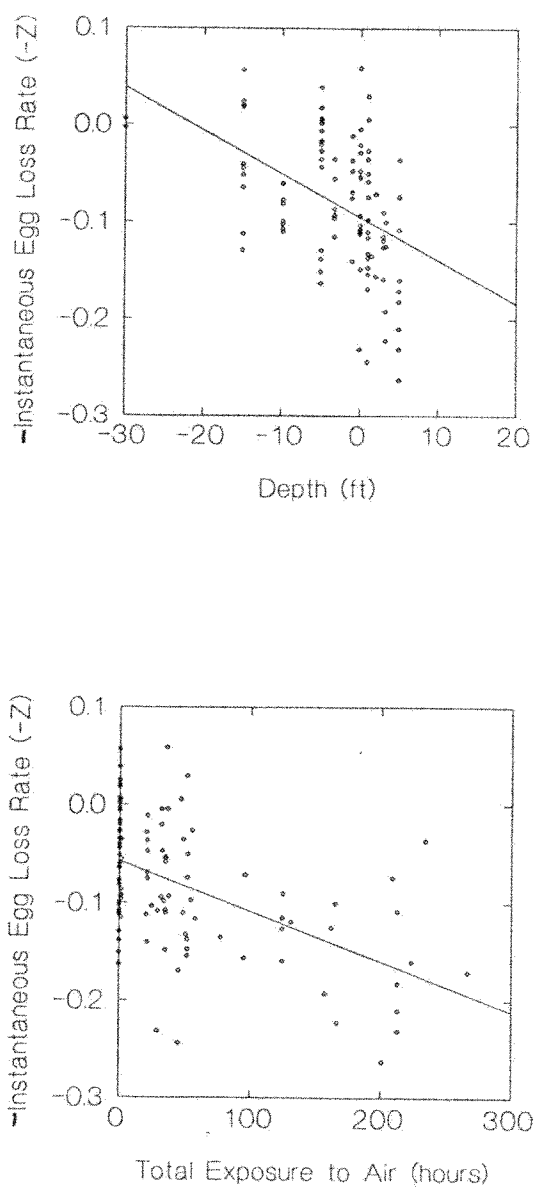 -Instantaneous Egg Loss Rate (-Z)
0.1
0.0
-0.1
-0.2
-0.3
-30 -20 -10 0 10 20
Depth (ft)
-Instantaneous Egg Loss Rate (-Z)
0.1
0.0
-0.1
-0.2
-0.3
0 100 200 300
Total Exposure to Air (hours)